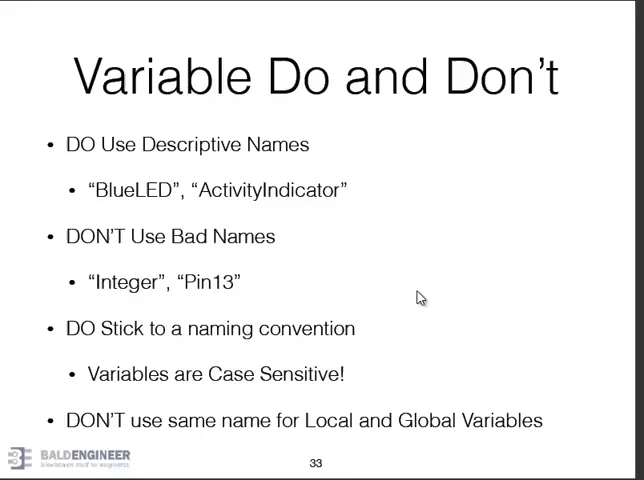 Variable Do and Don’t
• DO Use Descriptive Names
• “BlueLED”, “ActivityIndicator”
• DON’T Use Bad Names
• “Integer”, “Pin13”
• DO Stick to a naming convention
• Variables are Case Sensitive!
• DON’T use same name for Local and Global Variables
BALDENGINEER
33